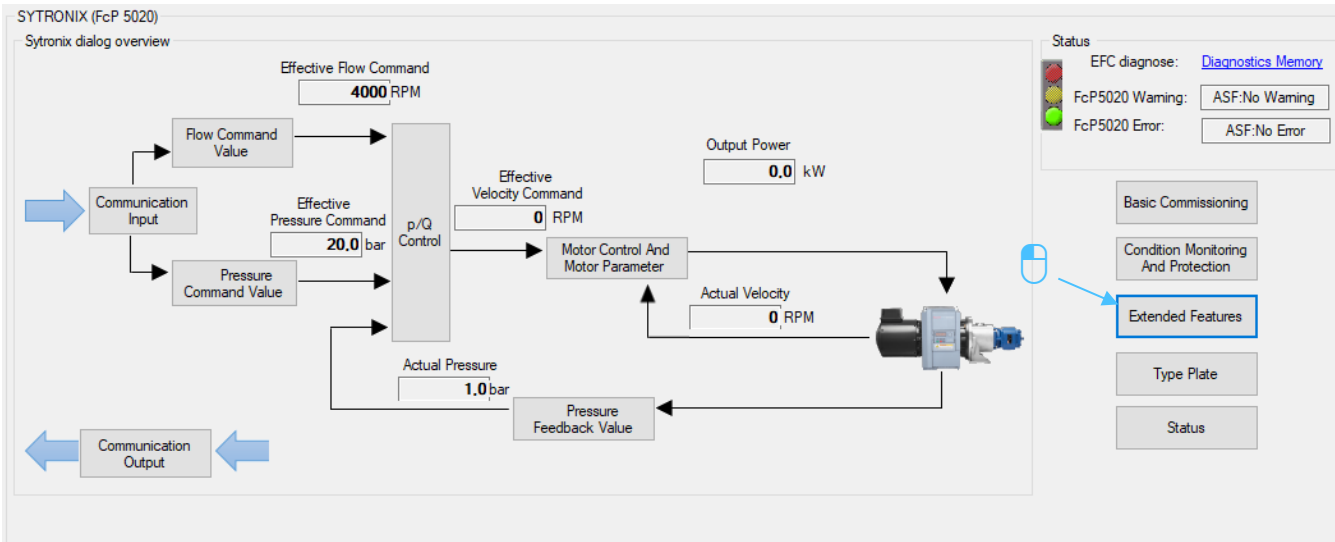 SYTRONIX (FcP 5020)
Sytronix dialog overview
Effective Flow Command
4000 RPM
Flow Command
Value
Communication
Input
Effective
Pressure Command
20,0 bar
Pressure
Command Value
p/Q
Control
Effective
Velocity Command
0 RPM
Output Power
0,0 kW
Motor Control And
Motor Parameter
Actual Velocity
0 RPM
Actual Pressure
1,0 bar
Pressure
Feedback Value
Communication
Output
Status
EFC diagnose: Diagnostics Memory
FcP5020 Warning: ASF:No Warning
FcP5020 Error: ASF:No Error
Basic Commissioning
Condition Monitoring
And Protection
Extended Features
Type Plate
Status